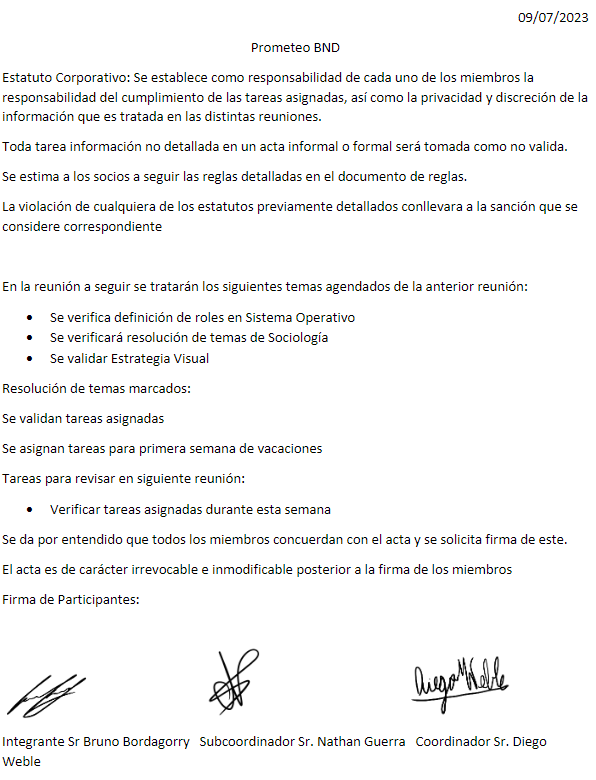 09/07/2023
Prometeo BND
Estatuto Corporativo: Se establece como responsabilidad de cada uno de los miembros la
responsabilidad del cumplimiento de las tareas asignadas, así como la privacidad y discreción de la
información que es tratada en las distintas reuniones.
Toda tarea información no detallada en un acta informal o formal será tomada como no valida.
Se estima a los socios a seguir las reglas detalladas en el documento de reglas.
La violación de cualquiera de los estatutos previamente detallados conllevara a la sanción que se
considere correspondiente
En la reunión a seguir se tratarán los siguientes temas agendados de la anterior reunión:
• Se verifica definición de roles en Sistema Operativo
• Se verificará resolución de temas de Sociología
• Se validar Estrategia Visual
Resolución de temas marcados:
Se validan tareas asignadas
Se asignan tareas para primera semana de vacaciones
Tareas para revisar en siguiente reunión:
• Verificar tareas asignadas durante esta semana
Se da por entendido que todos los miembros concuerdan con el acta y se solicita firma de este.
El acta es de carácter irrevocable e inmodificable posterior a la firma de los miembros
Firma de Participantes:
Diego Weble
Integrante Sr Bruno Bordagorry Subcoordinador Sr. Nathan Guerra Coordinador Sr. Diego
Weble